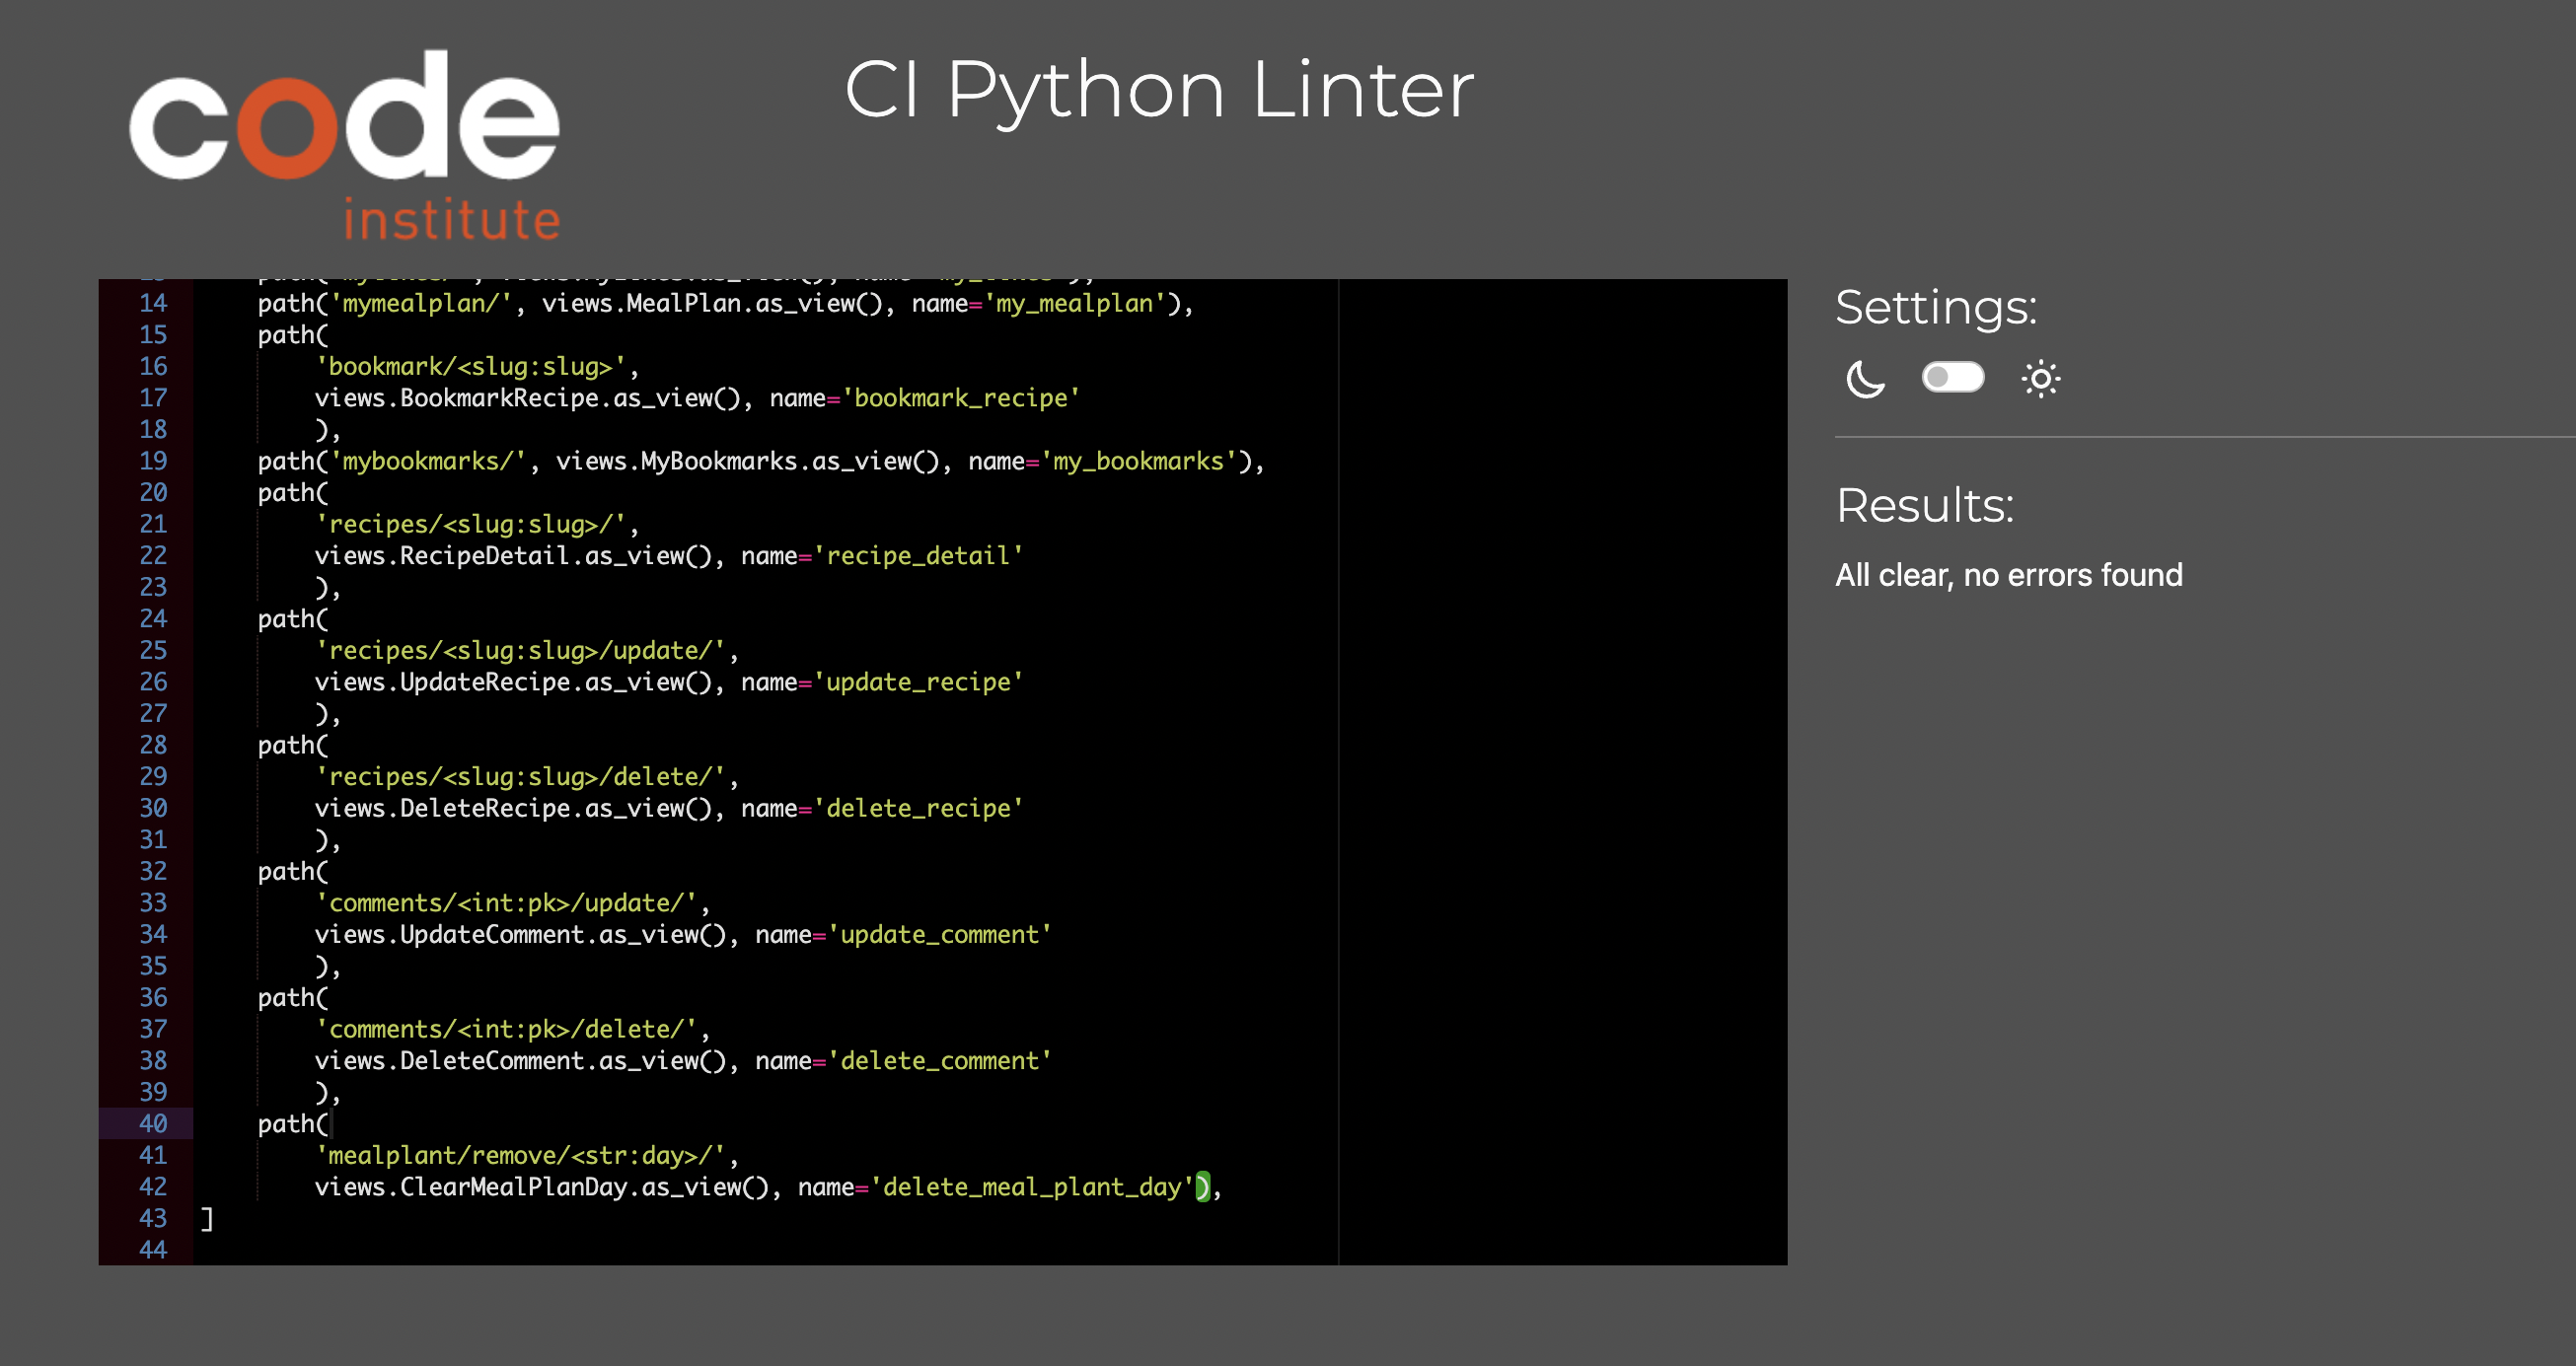 code
institute
CI Python Linter
14 path('mymealplan/', views.MealPlan.as_view(), name='my_mealplan'),
15 path(
16 'bookmark/<slug:slug>',
17 views.BookmarkRecipe.as_view(), name='bookmark_recipe'
18 ),
19 path('mybookmarks/', views.MyBookmarks.as_view(), name='my_bookmarks'),
20 path(
21 'recipes/<slug:slug>/',
22 views.RecipeDetail.as_view(), name='recipe_detail'
23 ),
24 path(
25 'recipes/<slug:slug>/update/',
26 views.UpdateRecipe.as_view(), name='update_recipe'
27 ),
28 path(
29 'recipes/<slug:slug>/delete/',
30 views.DeleteRecipe.as_view(), name='delete_recipe'
31 ),
32 path(
33 'comments/<int:pk>/update/',
34 views.UpdateComment.as_view(), name='update_comment'
35 ),
36 path(
37 'comments/<int:pk>/delete/',
38 views.DeleteComment.as_view(), name='delete_comment'
39 ),
40 path(
41 'mealplant/remove/<str:day>/',
42 views.ClearMealPlanDay.as_view(), name='delete_meal_plant_day'),
43 ]
44
Settings:
Results:
All clear, no errors found